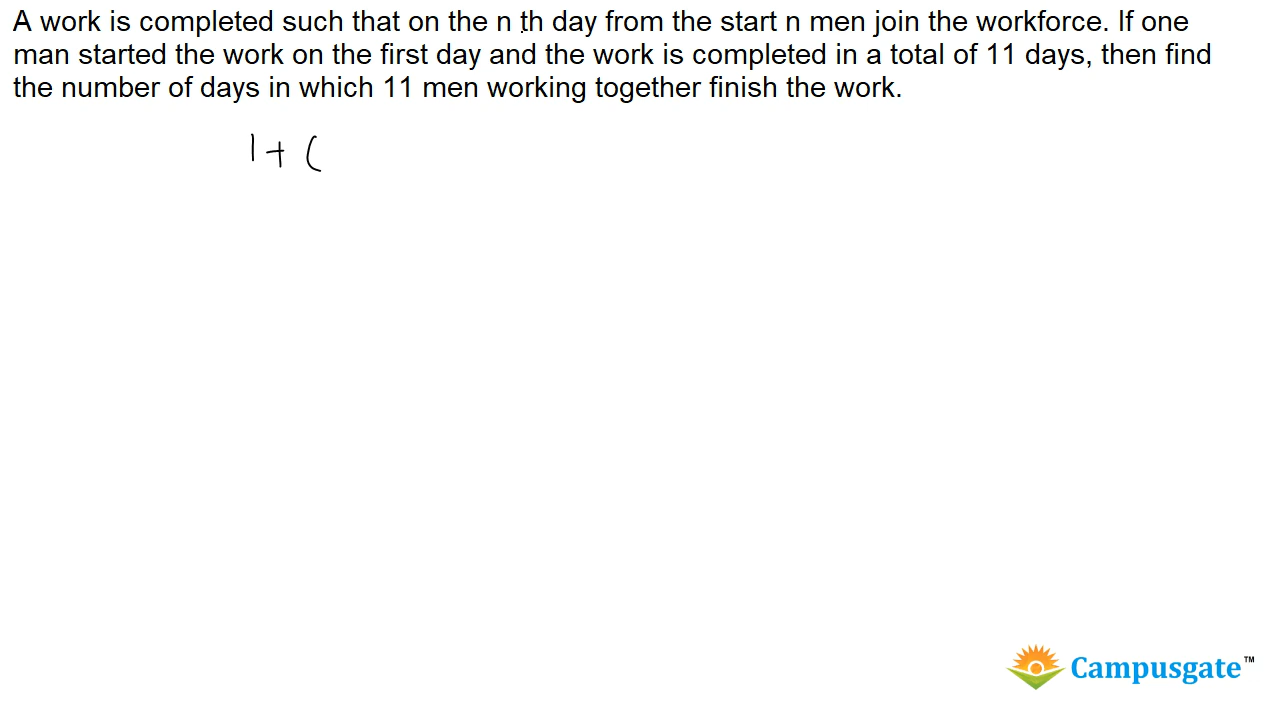 A work is completed such that on the n th day from the start n men join the workforce. If one
man started the work on the first day and the work is completed in a total of 11 days, then find
the number of days in which 11 men working together finish the work.
1 + (
Campusgate™